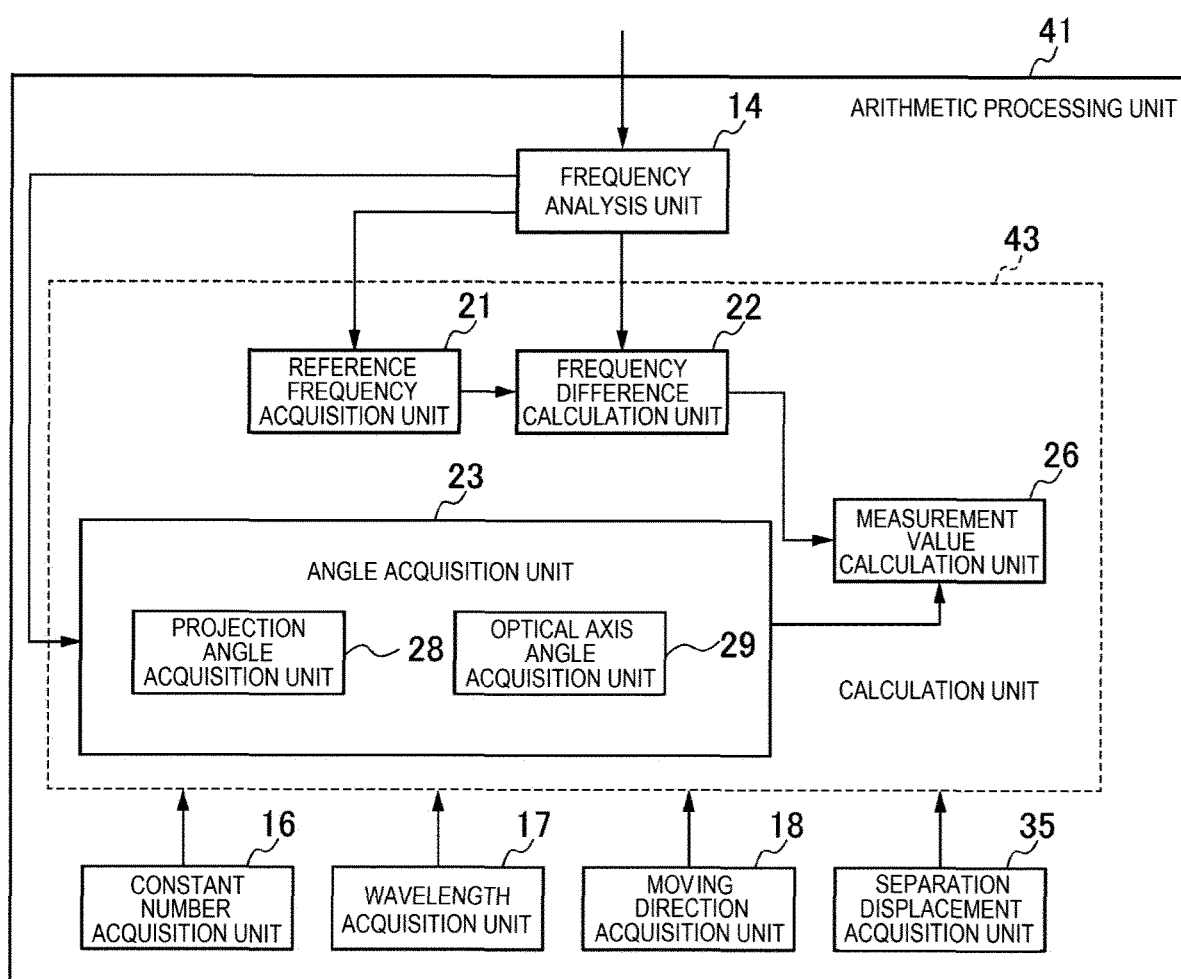 41
ARITHMETIC PROCESSING UNIT
14
FREQUENCY
ANALYSIS UNIT
43
21
REFERENCE
FREQUENCY
ACQUISITION UNIT
22
FREQUENCY
DIFFERENCE
CALCULATION UNIT
26
MEASUREMENT
VALUE
CALCULATION UNIT
23
ANGLE ACQUISITION UNIT
PROJECTION
ANGLE
ACQUISITION UNIT
28
OPTICAL AXIS
ANGLE
ACQUISITION UNIT
29
CALCULATION UNIT
16
CONSTANT
NUMBER
ACQUISITION UNIT
17
WAVELENGTH
ACQUISITION UNIT
18
MOVING
DIRECTION
ACQUISITION UNIT
35
SEPARATION
DISPLACEMENT
ACQUISITION UNIT